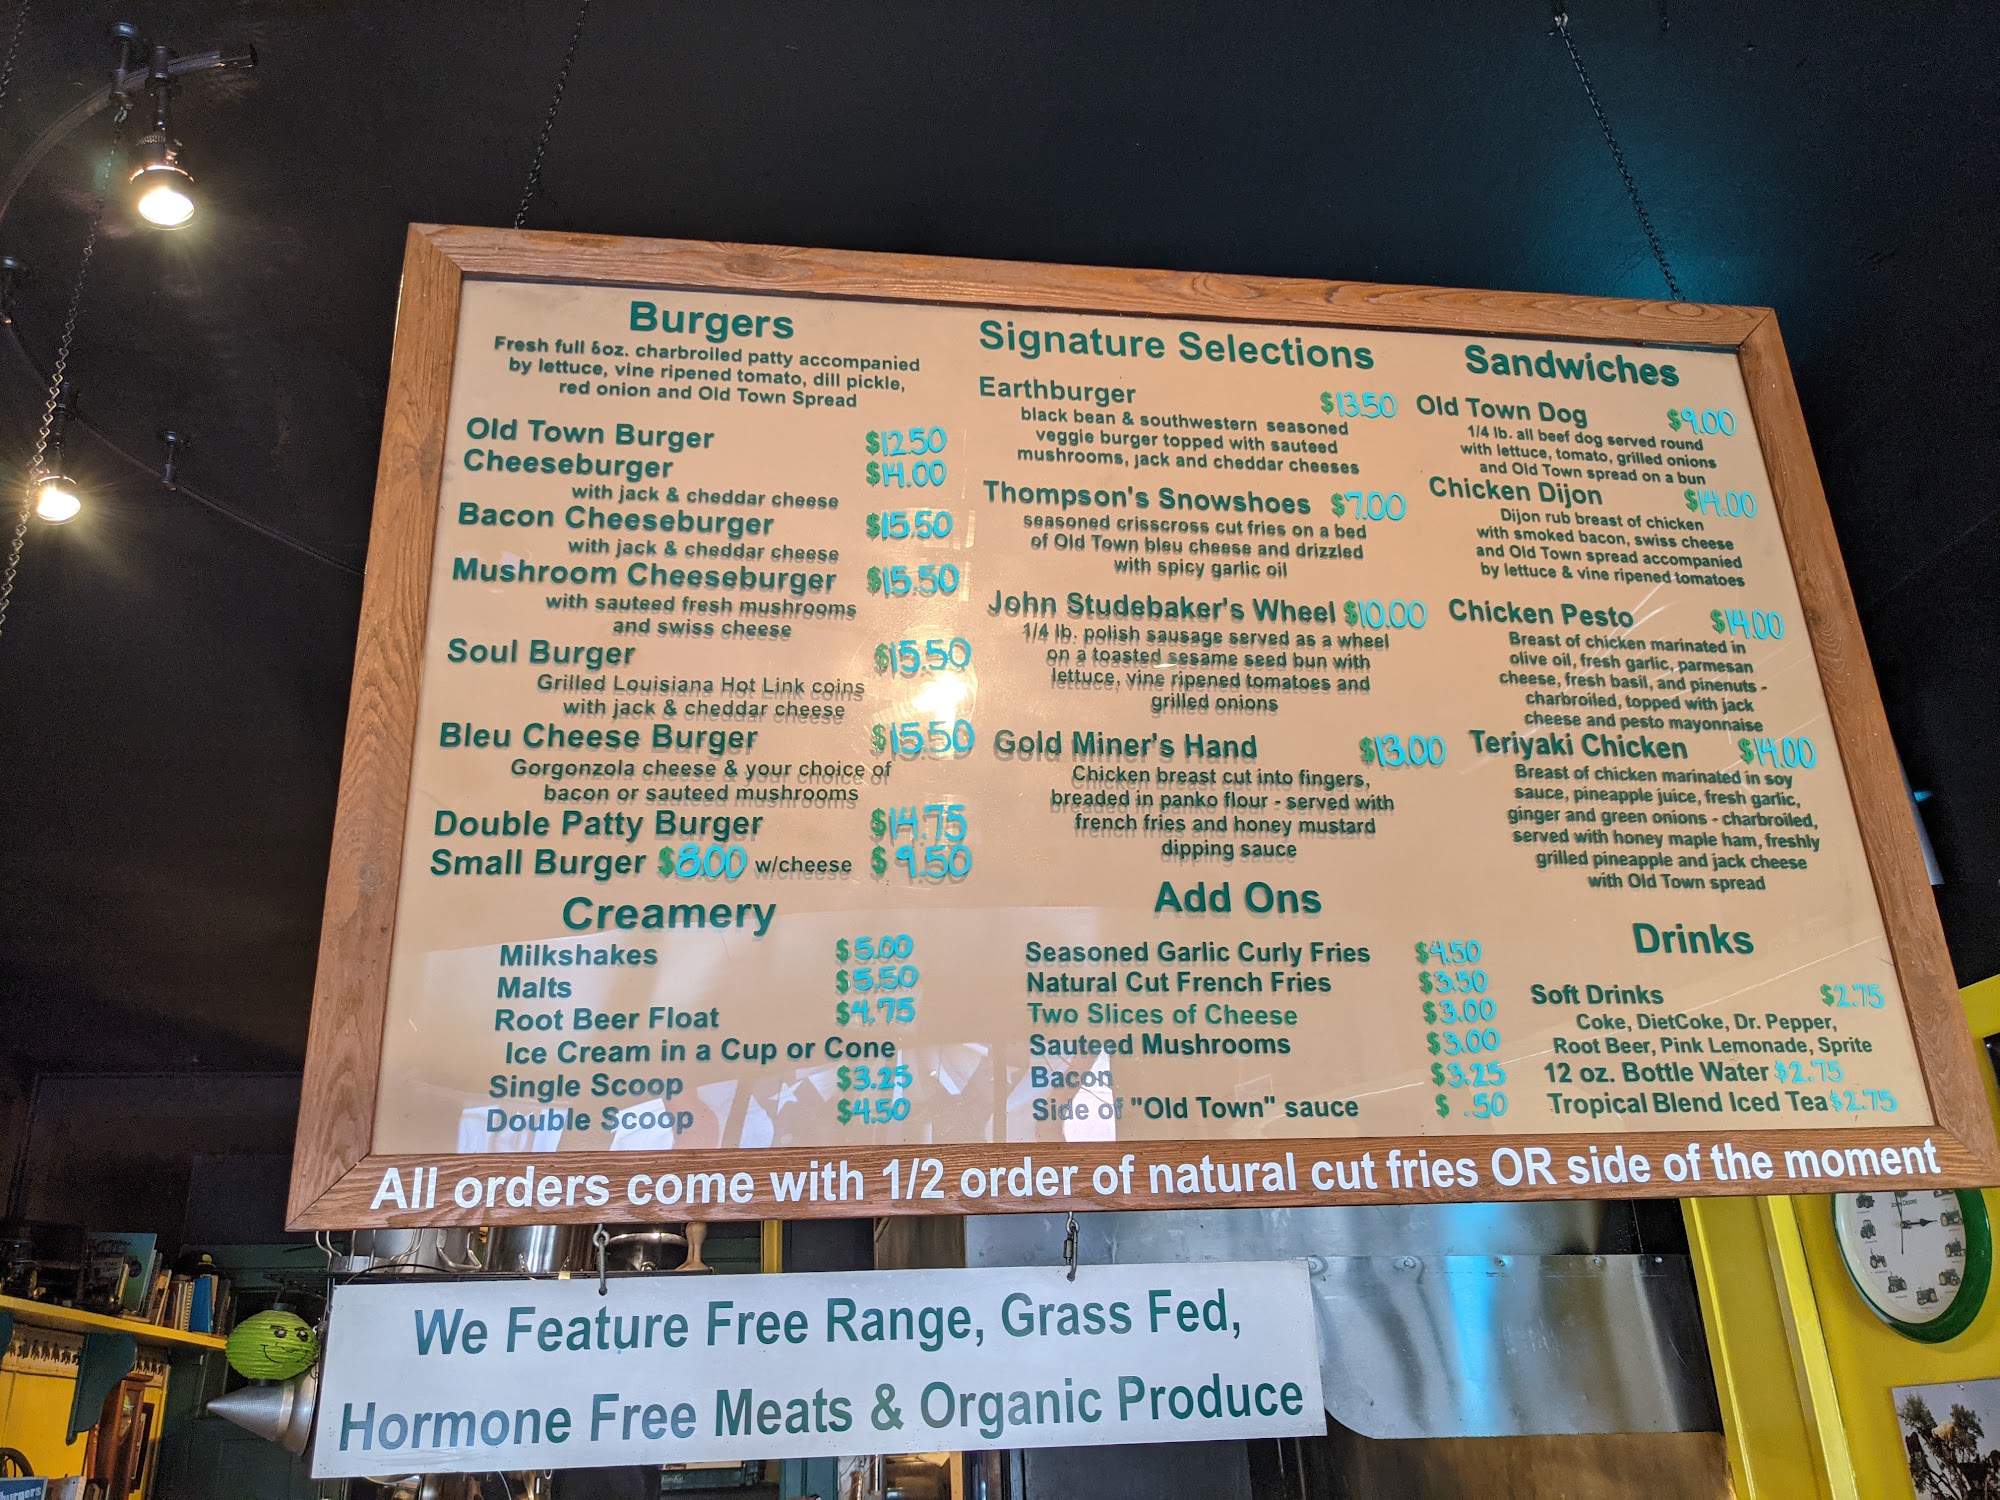 Burgers
Fresh full 6oz. charbroiled patty accompanied
by lettuce, vine ripened tomato, dill pickle,
red onion and Old Town Spread
Old Town Burger $12.50
Cheeseburger $14.00
with jack & cheddar cheese
Bacon Cheeseburger $15.50
with jack & cheddar cheese
Mushroom Cheeseburger $15.50
with sauteed fresh mushrooms
and swiss cheese
Soul Burger $15.50
Grilled Louisiana Hot Link coins
with jack & cheddar cheese
Bleu Cheese Burger $15.50
Gorgonzola cheese & your choice of
bacon or sauteed mushrooms
Double Patty Burger $14.75
Small Burger $8.00 w/cheese $9.50
Creamery
Milkshakes $5.00
Malts $5.50
Root Beer Float $4.75
Ice Cream in a Cup or Cone
Single Scoop $3.25
Double Scoop $4.50
Signature Selections
Earthburger $13.50
black bean & southwestern seasoned
veggie burger topped with sauteed
mushrooms, jack and cheddar cheeses
Thompson's Snowshoes $7.00
seasoned crisscross cut fries on a bed
of Old Town bleu cheese and drizzled
with spicy garlic oil
John Studebaker's Wheel $10.00
1/4 lb. polish sausage served as a wheel
on a toasted sesame seed bun with
lettuce, vine ripened tomatoes and
grilled onions
Gold Miner's Hand $13.00
Chicken breast cut into fingers,
breaded in panko flour - served with
french fries and honey mustard
dipping sauce
Add Ons
Seasoned Garlic Curly Fries $4.50
Natural Cut French Fries $3.50
Two Slices of Cheese $3.00
Sauteed Mushrooms $3.00
Bacon $3.25
Side of "Old Town" sauce $ .50
Sandwiches
Old Town Dog $9.00
1/4 lb. all beef dog served round
with lettuce, tomato, grilled onions
and Old Town spread on a bun
Chicken Dijon $14.00
Dijon rub breast of chicken
with smoked bacon, swiss cheese
and Old Town spread accompanied
by lettuce & vine ripened tomatoes
Chicken Pesto $14.00
Breast of chicken marinated in
olive oil, fresh garlic, parmesan
cheese, fresh basil, and pinenuts -
charbroiled, topped with jack
cheese and pesto mayonnaise
Teriyaki Chicken $14.00
Breast of chicken marinated in soy
sauce, pineapple juice, fresh garlic,
ginger and green onions - charbroiled,
served with honey maple ham, freshly
grilled pineapple and jack cheese
with Old Town spread
Drinks
Soft Drinks $2.75
Coke, DietCoke, Dr. Pepper,
Root Beer, Pink Lemonade, Sprite
12 oz. Bottle Water $2.75
Tropical Blend Iced Tea $2.75
All orders come with 1/2 order of natural cut fries OR side of the moment
We Feature Free Range, Grass Fed,
Hormone Free Meats & Organic Produce